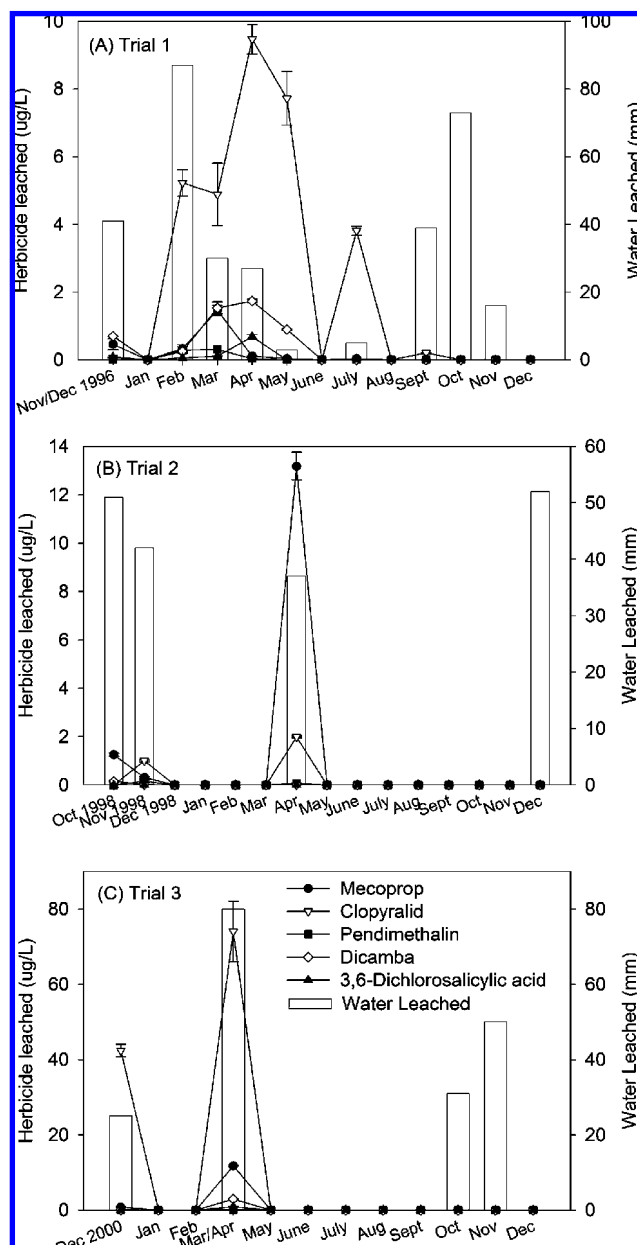 (A) Trial 1
Herbicide leached (ug/L)
10
8
6
4
2
0
Water Leached (mm)
100
80
60
40
20
0
Nov/Dec 1996 Jan Feb Mar Apr May June July Aug Sept Oct Nov Dec
(B) Trial 2
Herbicide leached (ug/L)
14
12
10
8
6
4
2
0
Water Leached (mm)
60
50
40
30
20
10
0
Oct 1998 Nov 1998 Dec 1998 Jan Feb Mar Apr May June July Aug Sept Oct Nov Dec
(C) Trial 3
Mecoprop
Clopyralid
Pendimethalin
Dicamba
3,6-Dichlorosalicylic acid
Water Leached
Herbicide leached (ug/L)
80
60
40
20
0
Water Leached (mm)
80
60
40
20
0
Dec 2000 Jan Feb Mar/Apr May June July Aug Sept Oct Nov Dec